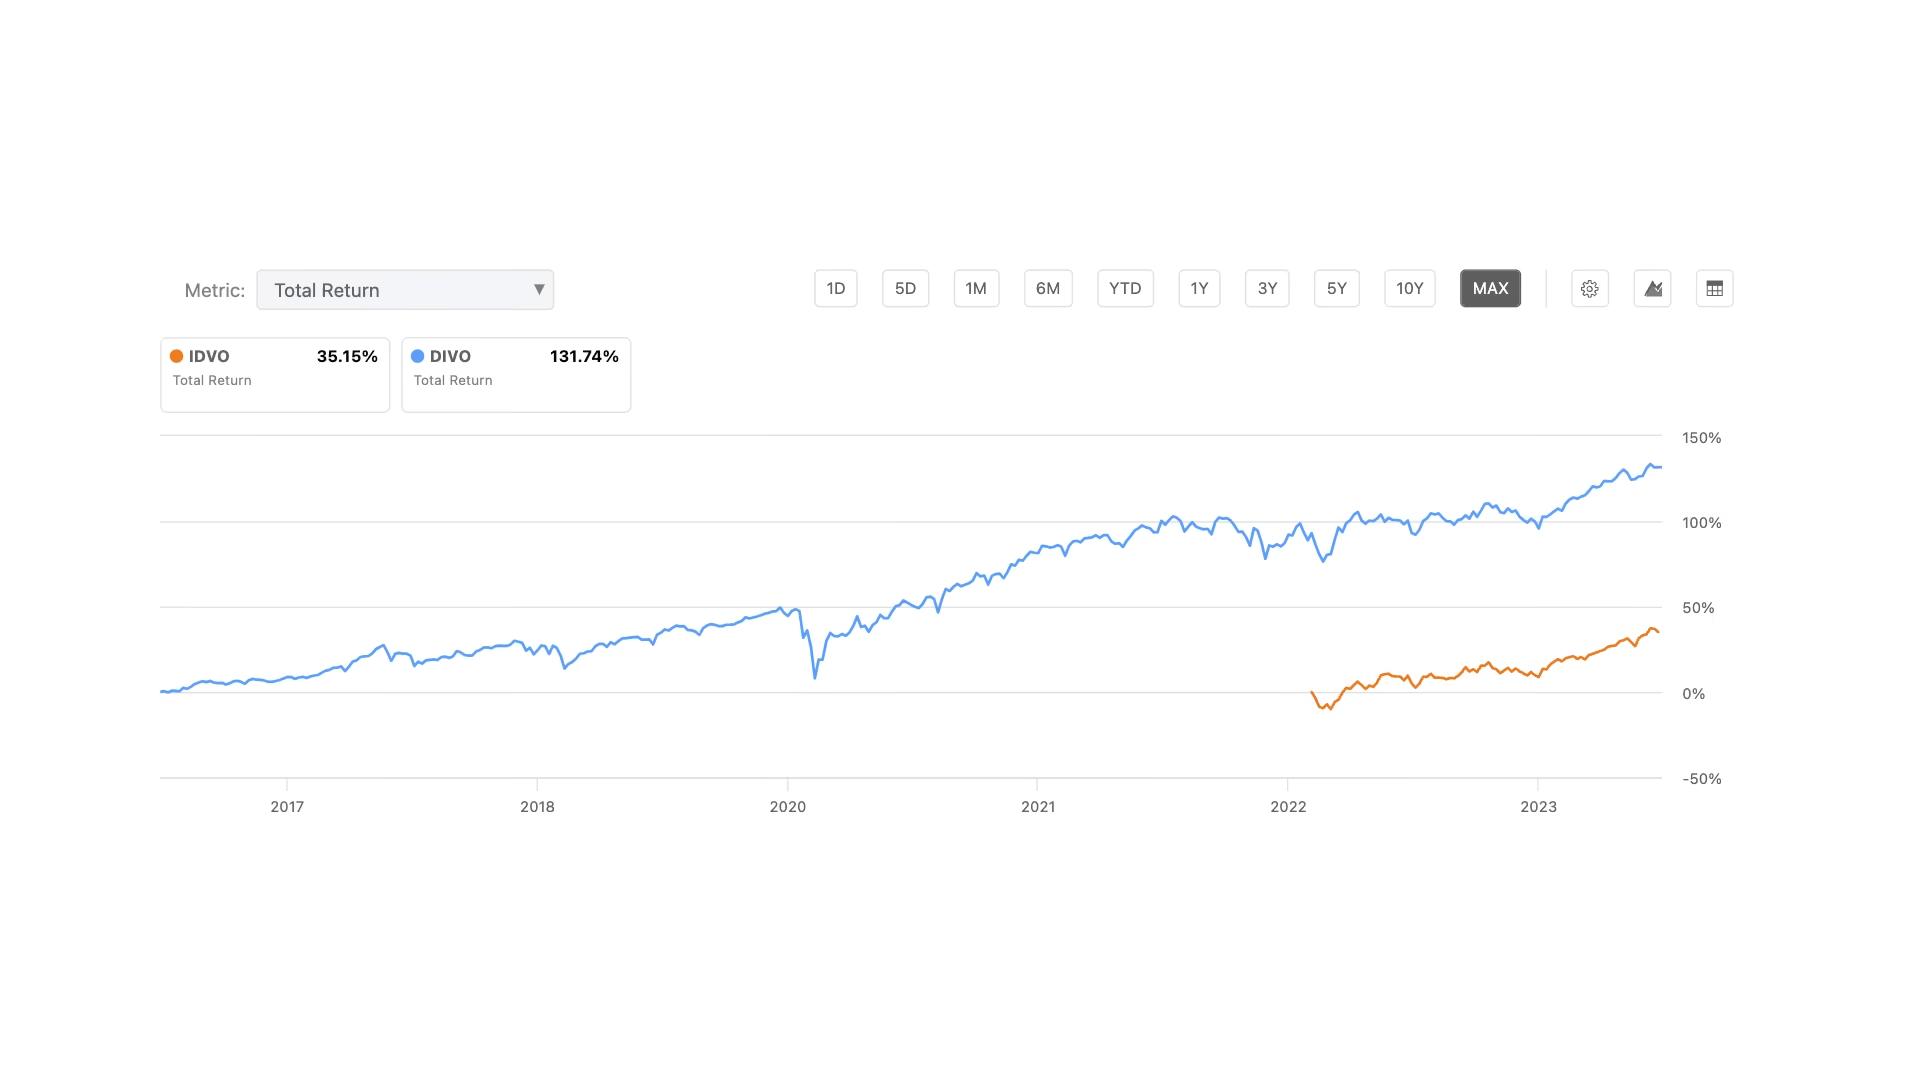 Metric: Total Return ▼ 1D 5D 1M 6M YTD 1Y 3Y 5Y 10Y MAX
IDVO 35.15%
Total Return
DIVO 131.74%
Total Return
150%
100%
50%
0%
-50%
2017 2018 2020 2021 2022 2023